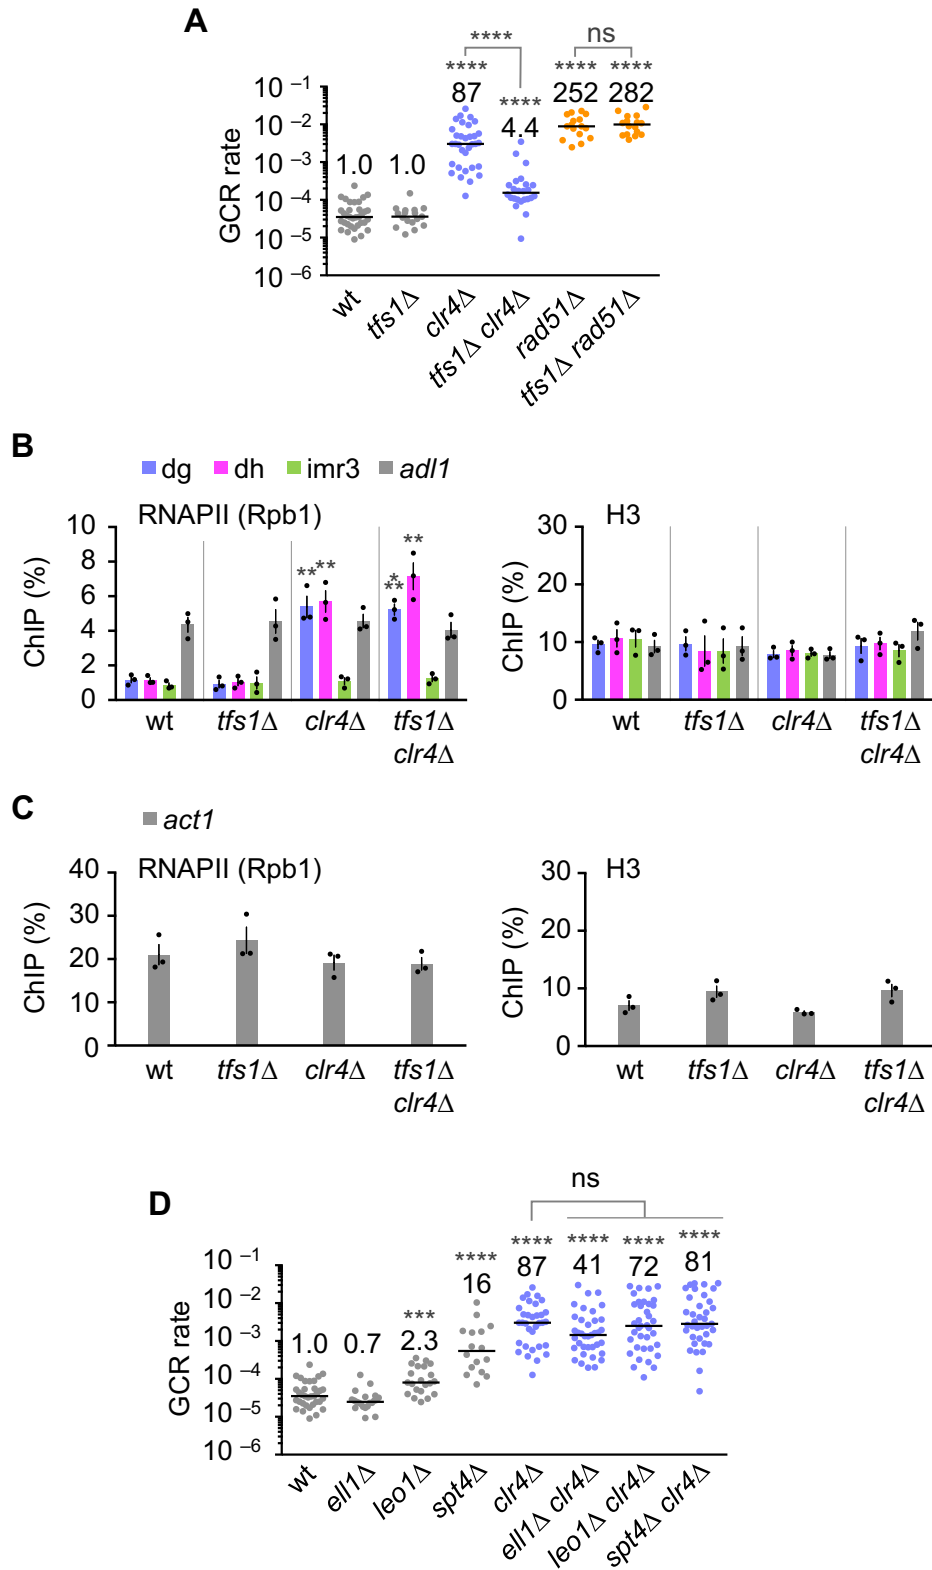 A
**** ns
**** **** ****
87 **** 252 282
4.4
1.0 1.0
GCR rate
10 –1
10 –2
10 –3
10 –4
10 –5
10 –6
wt tfs1Δ clr4Δ tfs1Δ clr4Δ rad51Δ tfs1Δ rad51Δ
B
dg dh imr3 adl1
RNAPII (Rpb1)
ChIP (%)
10
8
6
4
2
0
** ** *** **
wt tfs1Δ clr4Δ tfs1Δ
clr4Δ
H3
ChIP (%)
30
20
10
0
wt tfs1Δ clr4Δ tfs1Δ
clr4Δ
C
act1
RNAPII (Rpb1)
ChIP (%)
40
30
20
10
0
wt tfs1Δ clr4Δ tfs1Δ
clr4Δ
H3
ChIP (%)
30
20
10
0
wt tfs1Δ clr4Δ tfs1Δ
clr4Δ
D
ns
**** **** **** **** ****
16 87 41 72 81
***
1.0 0.7 2.3
GCR rate
10 –1
10 –2
10 –3
10 –4
10 –5
10 –6
wt ell1Δ leo1Δ spt4Δ clr4Δ ell1Δ clr4Δ leo1Δ clr4Δ spt4Δ clr4Δ